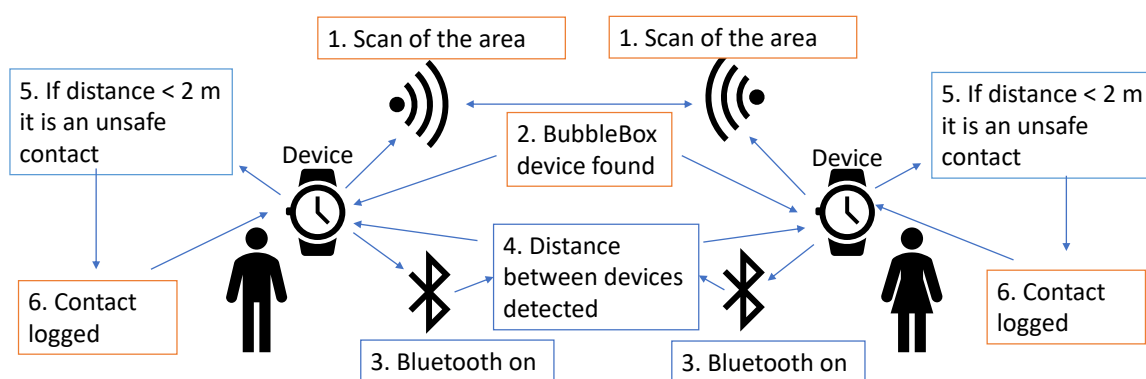 1. Scan of the area
1. Scan of the area
5. If distance < 2 m
it is an unsafe
contact
2. BubbleBox
device found
5. If distance < 2 m
it is an unsafe
contact
Device
Device
4. Distance
between devices
detected
6. Contact
logged
6. Contact
logged
3. Bluetooth on
3. Bluetooth on